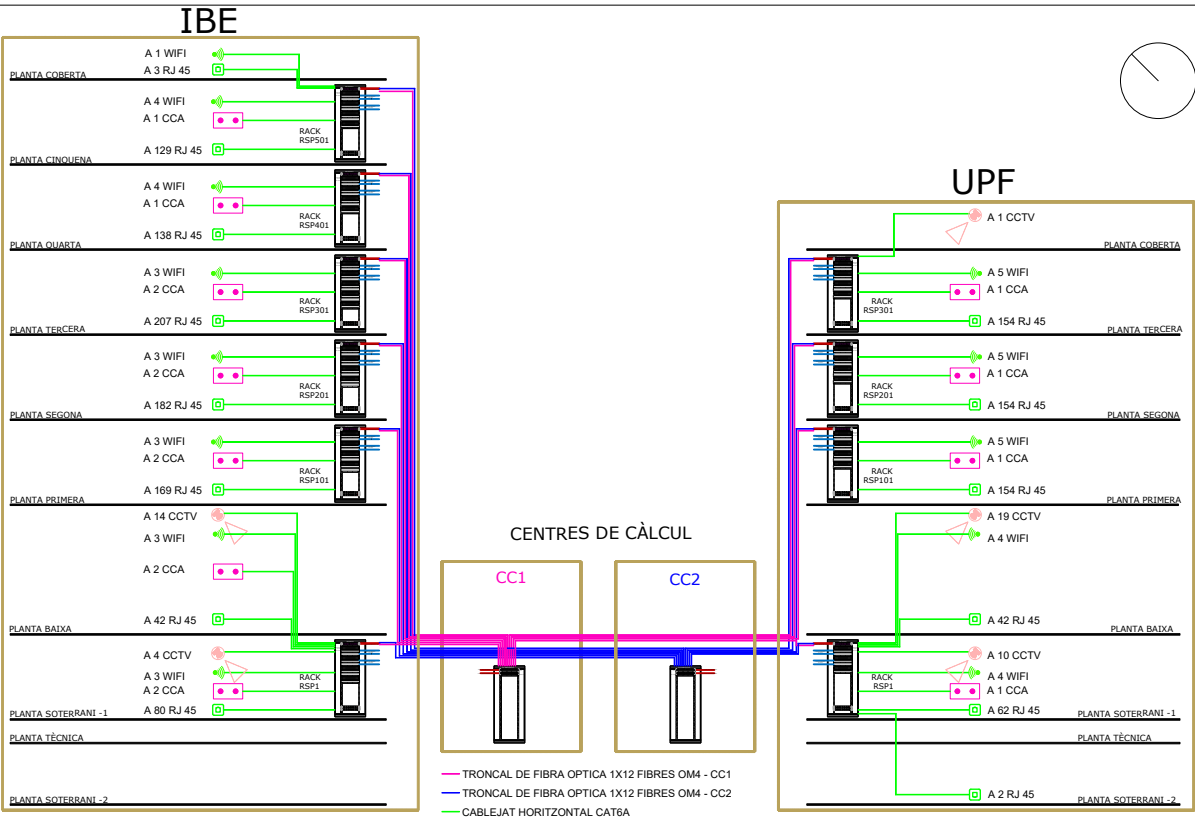 IBE
A 1 WIFI
A 3 RJ 45
PLANTA COBERTA
A 4 WIFI
A 1 CCA
RACK
RSP501
A 129 RJ 45
PLANTA CINQUENA
A 4 WIFI
A 1 CCA
RACK
RSP401
A 138 RJ 45
PLANTA QUARTA
A 3 WIFI
A 2 CCA
RACK
RSP301
A 207 RJ 45
PLANTA TERCERA
A 3 WIFI
A 2 CCA
RACK
RSP201
A 182 RJ 45
PLANTA SEGONA
A 3 WIFI
A 2 CCA
RACK
RSP101
A 169 RJ 45
PLANTA PRIMERA
A 14 CCTV
A 3 WIFI
A 2 CCA
A 42 RJ 45
PLANTA BAIXA
A 4 CCTV
A 3 WIFI
A 2 CCA
RACK
RSP1
A 80 RJ 45
PLANTA SOTERRANI -1
PLANTA TÈCNICA
PLANTA SOTERRANI -2
CENTRES DE CÀLCUL
CC1
CC2
TRONCAL DE FIBRA OPTICA 1X12 FIBRES OM4 - CC1
TRONCAL DE FIBRA OPTICA 1X12 FIBRES OM4 - CC2
CABLEJAT HORITZONTAL CAT6A
UPF
A 1 CCTV
PLANTA COBERTA
A 5 WIFI
A 1 CCA
RACK
RSP301
A 154 RJ 45
PLANTA TERCERA
A 5 WIFI
A 1 CCA
RACK
RSP201
A 154 RJ 45
PLANTA SEGONA
A 5 WIFI
A 1 CCA
RACK
RSP101
A 154 RJ 45
PLANTA PRIMERA
A 19 CCTV
A 4 WIFI
A 42 RJ 45
PLANTA BAIXA
A 10 CCTV
A 4 WIFI
A 1 CCA
RACK
RSP1
A 62 RJ 45
PLANTA SOTERRANI -1
PLANTA TÈCNICA
A 2 RJ 45
PLANTA SOTERRANI -2